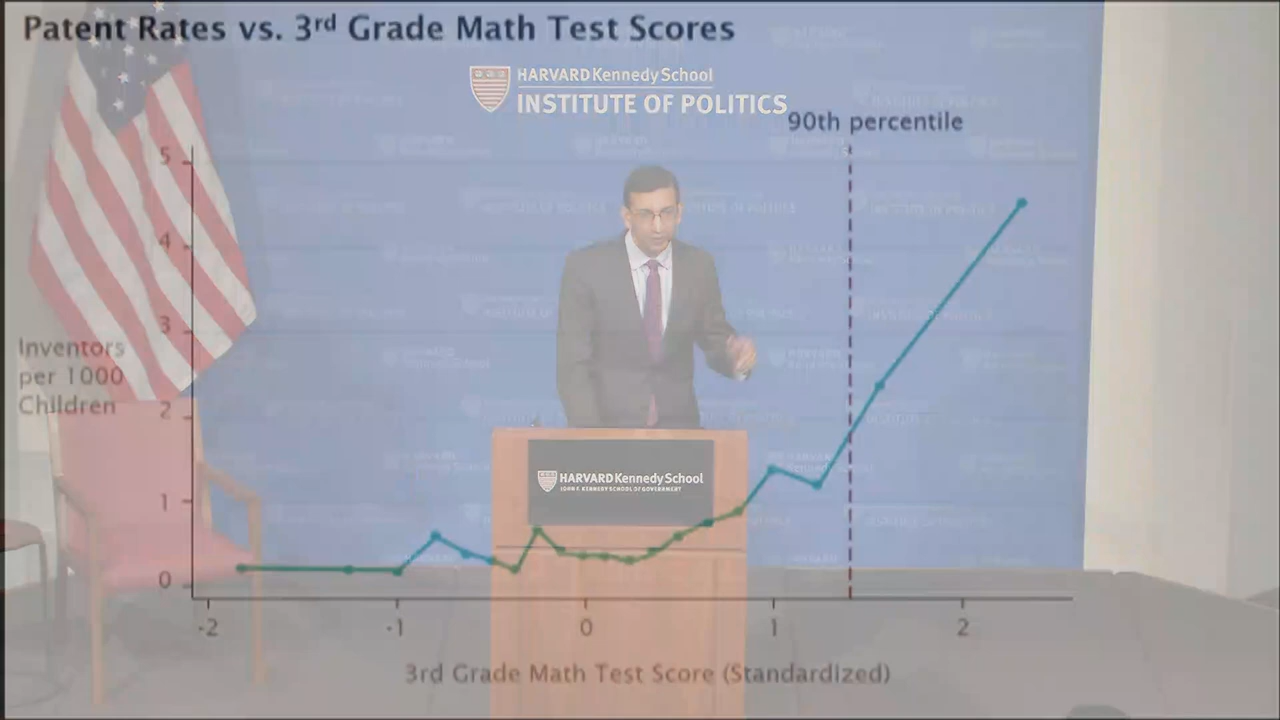 Patent Rates vs. 3rd Grade Math Test Scores
HARVARD Kennedy School
INSTITUTE OF POLITICS
90th percentile
5
4
3
Inventors
per 1000
Children
2
1
0
HARVARD Kennedy School
JOHN F. KENNEDY SCHOOL OF GOVERNMENT
-2
-1
0
1
2
3rd Grade Math Test Score (Standardized)